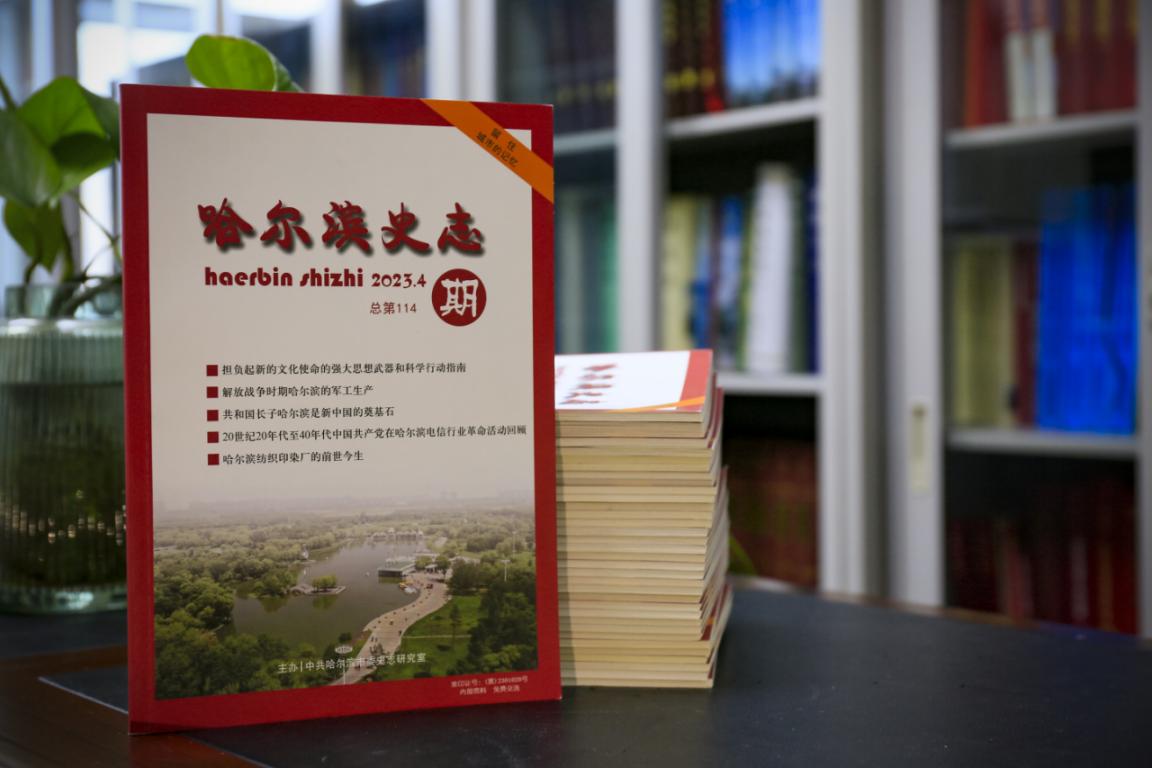 留住
城市的记忆
哈尔滨史志
haerbin shizhi 2023.4
期
总第114
担负起新的文化使命的强大思想武器和科学行动指南
解放战争时期哈尔滨的军工生产
共和国长子哈尔滨是新中国的奠基石
20世纪20年代至40年代中国共产党在哈尔滨电信行业革命活动回顾
哈尔滨纺织印染厂的前世今生
主办|中共哈尔滨市委史志研究室
内部资料 免费交流